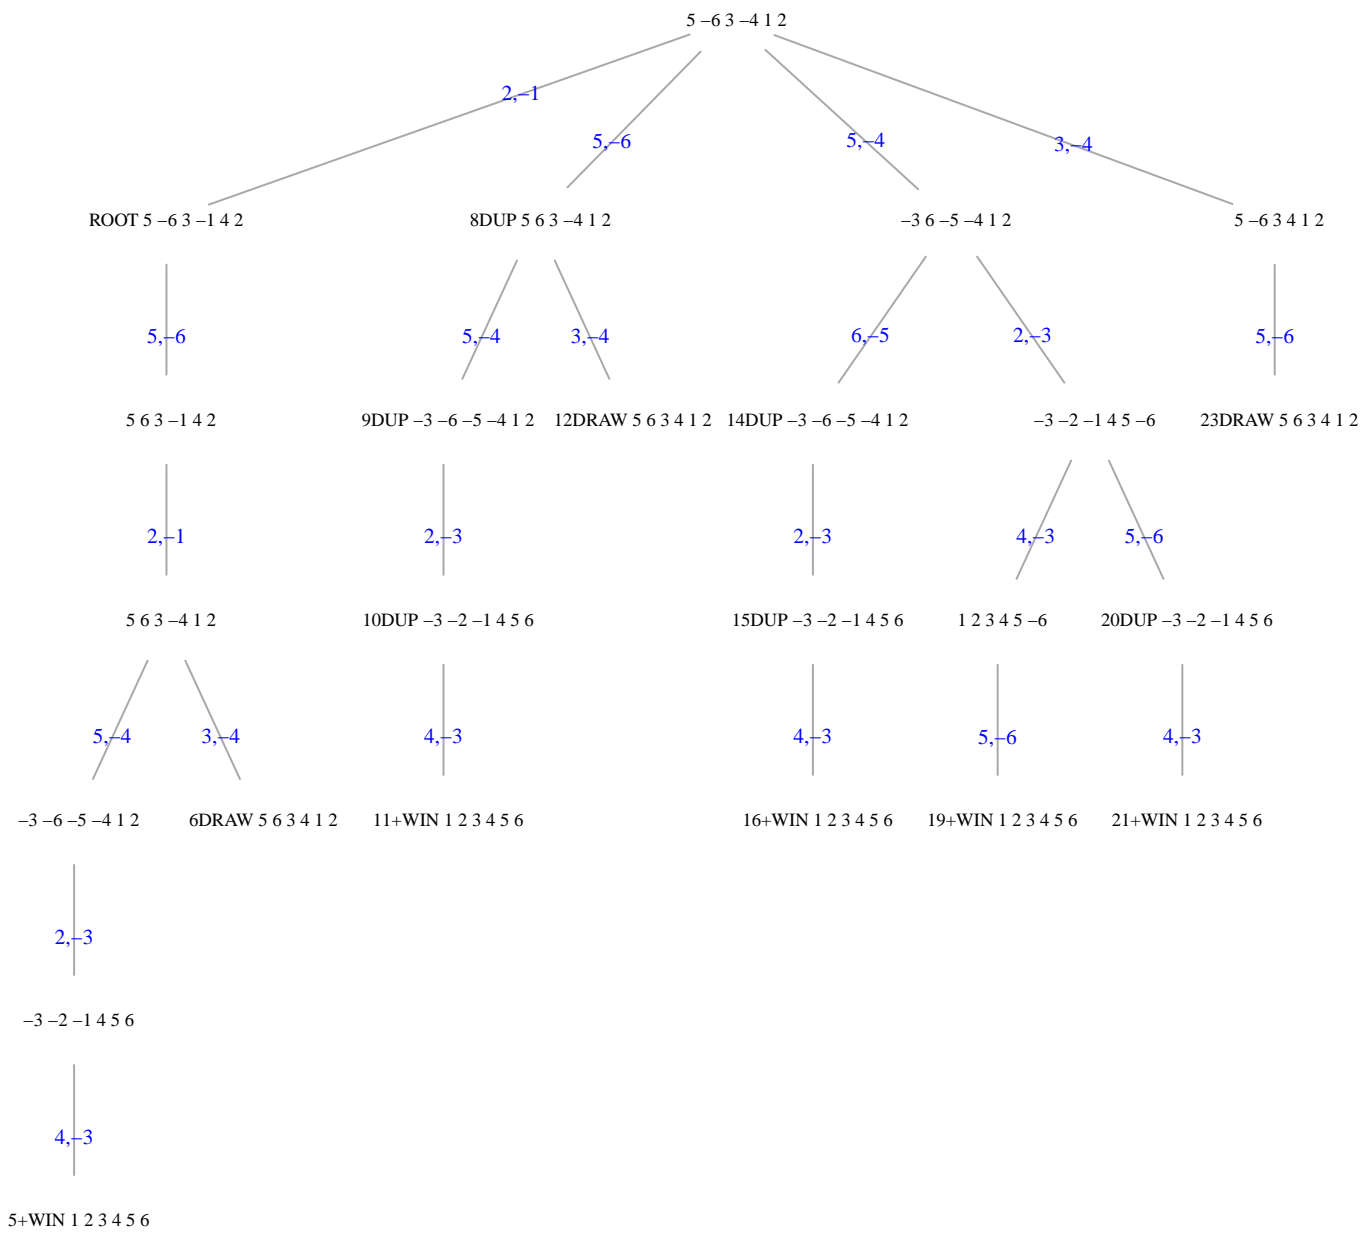 5 –6 3 –4 1 2
2,–1
5,–6
5,–4
3,–4
ROOT 5 –6 3 –1 4 2
8DUP 5 6 3 –4 1 2
–3 6 –5 –4 1 2
5 –6 3 4 1 2
5,–6
5,–4
3,–4
6,–5
2,–3
5,–6
5 6 3 –1 4 2
9DUP –3 –6 –5 –4 1 2
12DRAW 5 6 3 4 1 2
14DUP –3 –6 –5 –4 1 2
–3 –2 –1 4 5 –6
23DRAW 5 6 3 4 1 2
2,–1
2,–3
2,–3
4,–3
5,–6
5 6 3 –4 1 2
10DUP –3 –2 –1 4 5 6
15DUP –3 –2 –1 4 5 6
1 2 3 4 5 –6
20DUP –3 –2 –1 4 5 6
5,–4
3,–4
4,–3
4,–3
5,–6
4,–3
–3 –6 –5 –4 1 2
6DRAW 5 6 3 4 1 2
11+WIN 1 2 3 4 5 6
16+WIN 1 2 3 4 5 6
19+WIN 1 2 3 4 5 6
21+WIN 1 2 3 4 5 6
2,–3
–3 –2 –1 4 5 6
4,–3
5+WIN 1 2 3 4 5 6